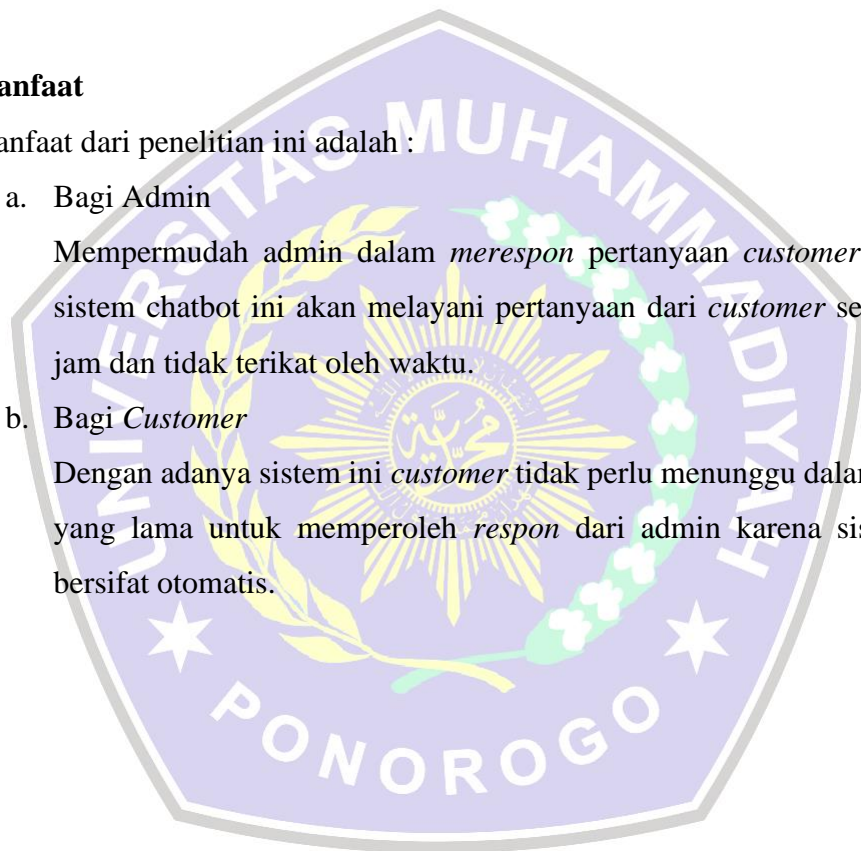 anfaat
anfaat dari penelitian ini adalah :
a. Bagi Admin
Mempermudah admin dalam merespon pertanyaan customer
sistem chatbot ini akan melayani pertanyaan dari customer se
jam dan tidak terikat oleh waktu.
b. Bagi Customer
Dengan adanya sistem ini customer tidak perlu menunggu dalam
yang lama untuk memperoleh respon dari admin karena sis
bersifat otomatis.
UNIVERSITAS MUHAMMADIYAH
PONOROGO
محمدية